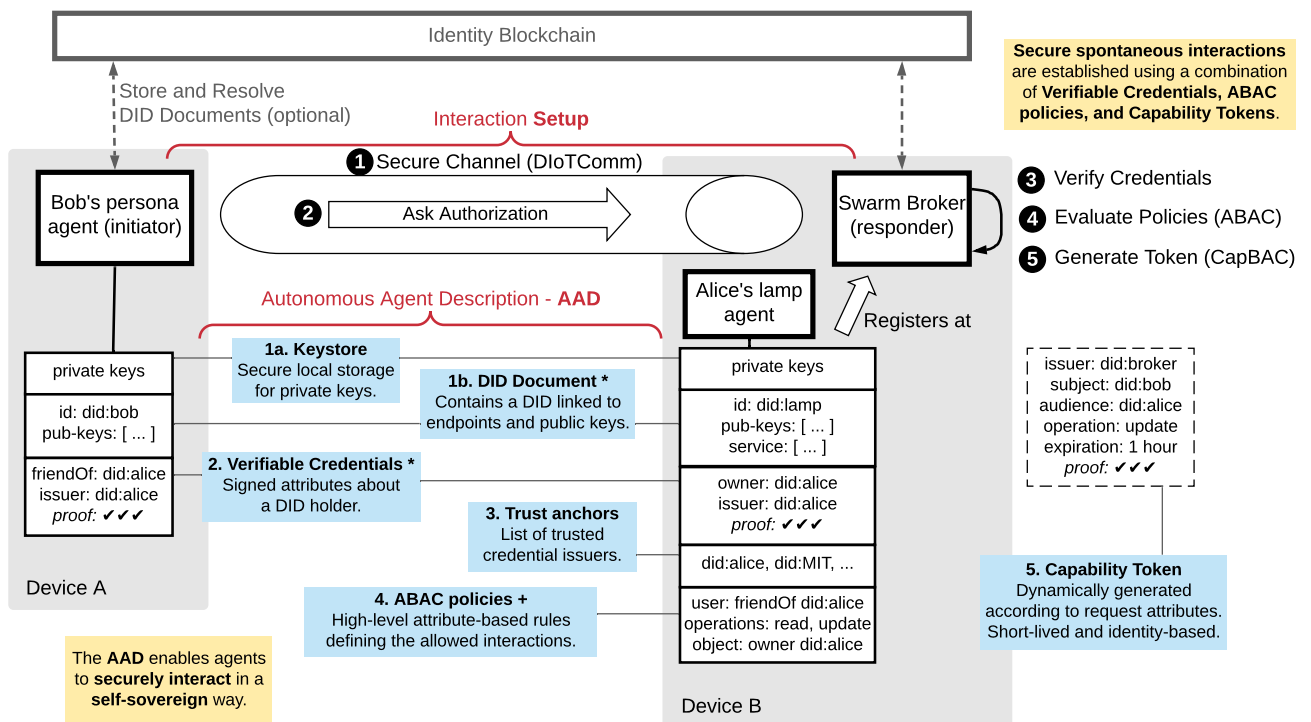 Identity Blockchain
Secure spontaneous interactions
are established using a combination
of Verifiable Credentials, ABAC
policies, and Capability Tokens.
Store and Resolve
DID Documents (optional)
Interaction Setup
1 Secure Channel (DIoTComm)
Bob's persona
agent (initiator)
2 Ask Authorization
Swarm Broker
(responder)
3 Verify Credentials
4 Evaluate Policies (ABAC)
5 Generate Token (CapBAC)
Alice's lamp
agent
Registers at
Autonomous Agent Description - AAD
private keys
id: did:bob
pub-keys: [ ... ]
friendOf: did:alice
issuer: did:alice
proof: ✔✔✔
Device A
1a. Keystore
Secure local storage
for private keys.
1b. DID Document *
Contains a DID linked to
endpoints and public keys.
2. Verifiable Credentials *
Signed attributes about
a DID holder.
3. Trust anchors
List of trusted
credential issuers.
4. ABAC policies +
High-level attribute-based rules
defining the allowed interactions.
private keys
id: did:lamp
pub-keys: [ ... ]
service: [ ... ]
owner: did:alice
issuer: did:alice
proof: ✔✔✔
did:alice, did:MIT, ...
user: friendOf did:alice
operations: read, update
object: owner did:alice
Device B
issuer: did:broker
subject: did:bob
audience: did:alice
operation: update
expiration: 1 hour
proof: ✔✔✔
5. Capability Token
Dynamically generated
according to request attributes.
Short-lived and identity-based.
The AAD enables agents
to securely interact in a
self-sovereign way.